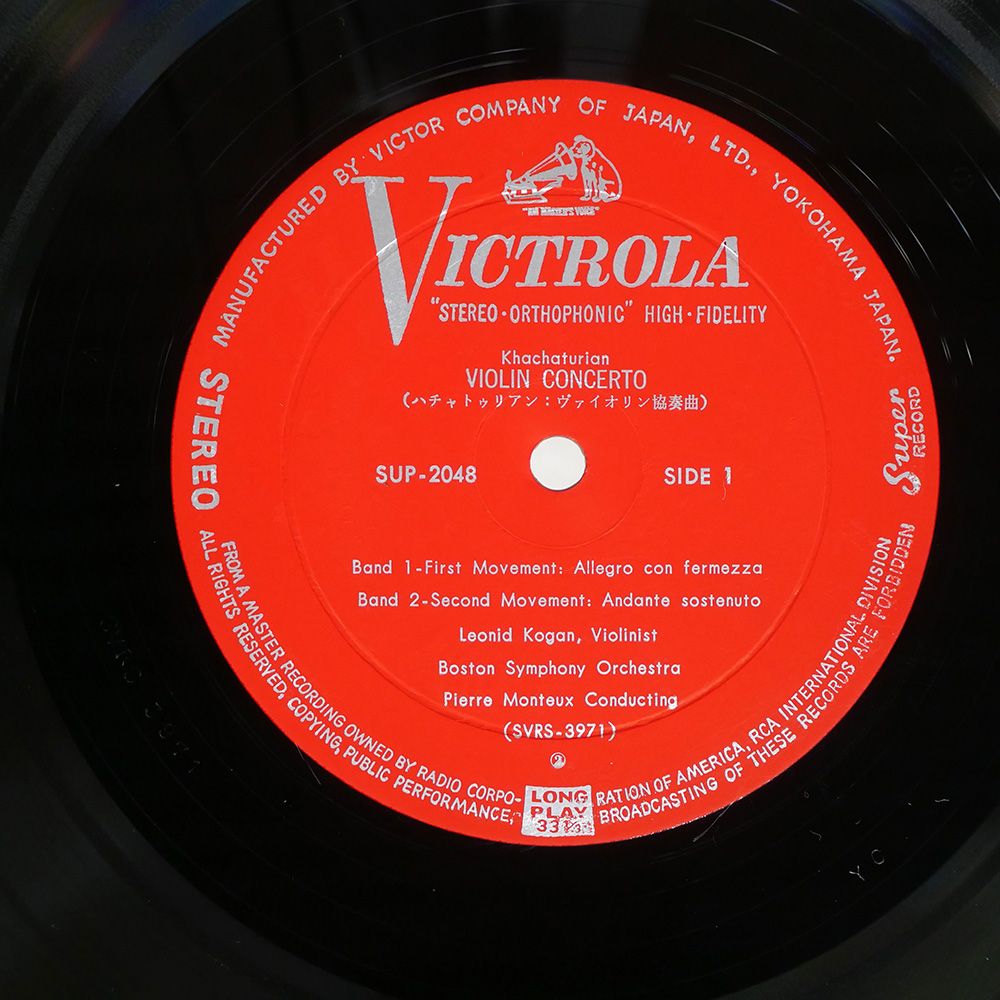 MANUFACTURED BY VICTOR COMPANY OF JAPAN, LTD., YOKOHAMA JAPAN.
"HIS MASTER'S VOICE"
VICTROLA
"STEREO·ORTHOPHONIC" HIGH·FIDELITY
Khachaturian
VIOLIN CONCERTO
(ハチャトゥリアン：ヴァイオリン協奏曲)
STEREO
Super
RECORD
SUP-2048
SIDE 1
Band 1-First Movement: Allegro con fermezza
Band 2-Second Movement: Andante sostenuto
Leonid Kogan, Violinist
Boston Symphony Orchestra
Pierre Monteux Conducting
(SVRS-3971)
2
FROM A MASTER RECORDING OWNED BY RADIO CORPO-RATION OF AMERICA, RCA INTERNATIONAL DIVISION
ALL RIGHTS RESERVED, COPYING, PUBLIC PERFORMANCE, BROADCASTING OF THESE RECORDS ARE FORBIDDEN
LONG
PLAY
33⅓
Y C